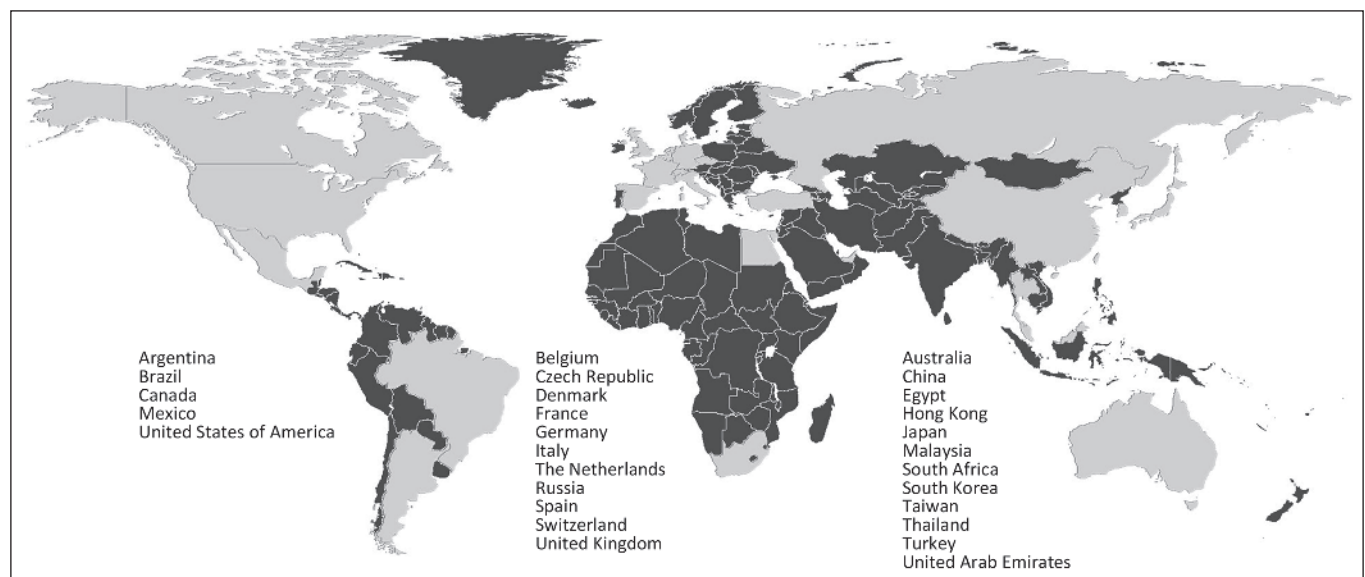 Argentina
Brazil
Canada
Mexico
United States of America
Belgium
Czech Republic
Denmark
France
Germany
Italy
The Netherlands
Russia
Spain
Switzerland
United Kingdom
Australia
China
Egypt
Hong Kong
Japan
Malaysia
South Africa
South Korea
Taiwan
Thailand
Turkey
United Arab Emirates